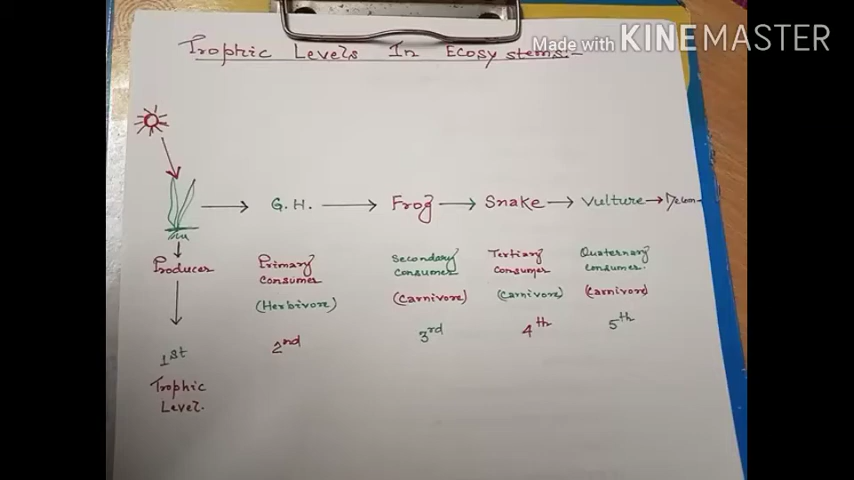 Trophic Levels In Ecosystems:-
Made with KINEMASTER
G.H. Frog Snake Vulture Decom-
Producer
Primary consumer
(Herbivore)
2nd
Secondary consumer
(Carnivore)
3rd
Tertiary consumer
(Carnivore)
4th
Quaternary consumer.
(Carnivore)
5th
1st
Trophic
Level.